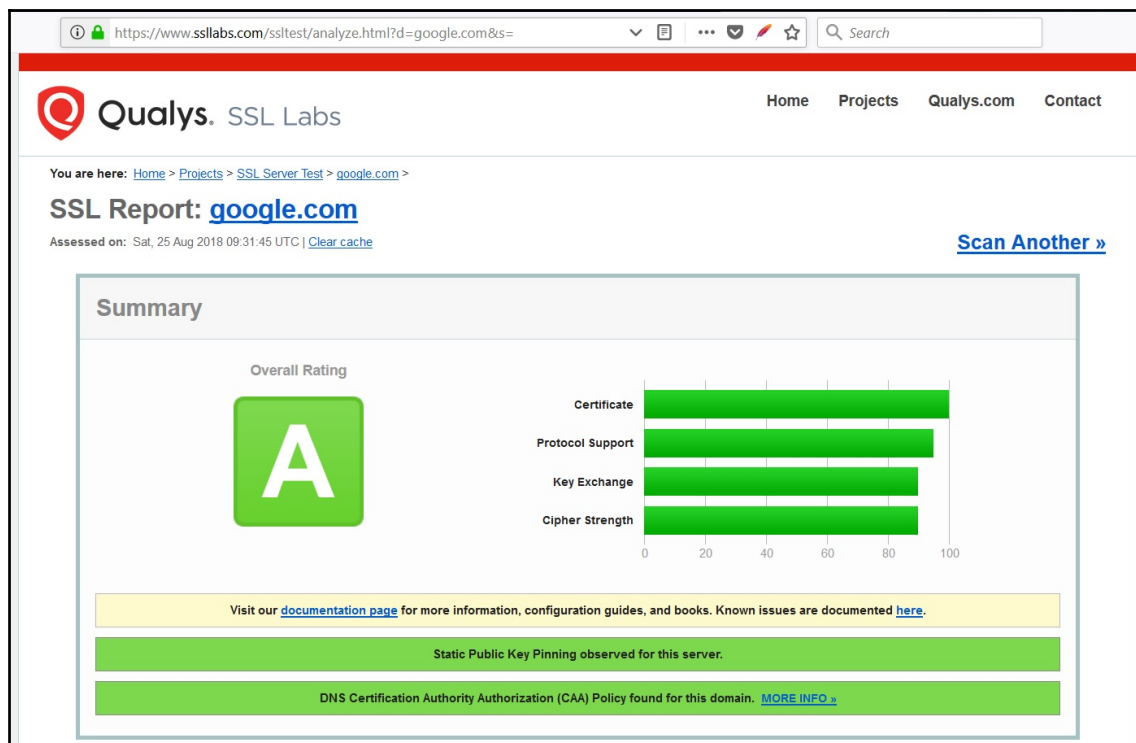 https://www.ssllabs.com/ssltest/analyze.html?d=google.com&s=
Search
Qualys. SSL Labs
Home Projects Qualys.com Contact
You are here: Home > Projects > SSL Server Test > google.com >
SSL Report: google.com
Assessed on: Sat, 25 Aug 2018 09:31:45 UTC | Clear cache
Scan Another »
Summary
Overall Rating
A
Certificate
Protocol Support
Key Exchange
Cipher Strength
0 20 40 60 80 100
Visit our documentation page for more information, configuration guides, and books. Known issues are documented here.
Static Public Key Pinning observed for this server.
DNS Certification Authority Authorization (CAA) Policy found for this domain. MORE INFO »